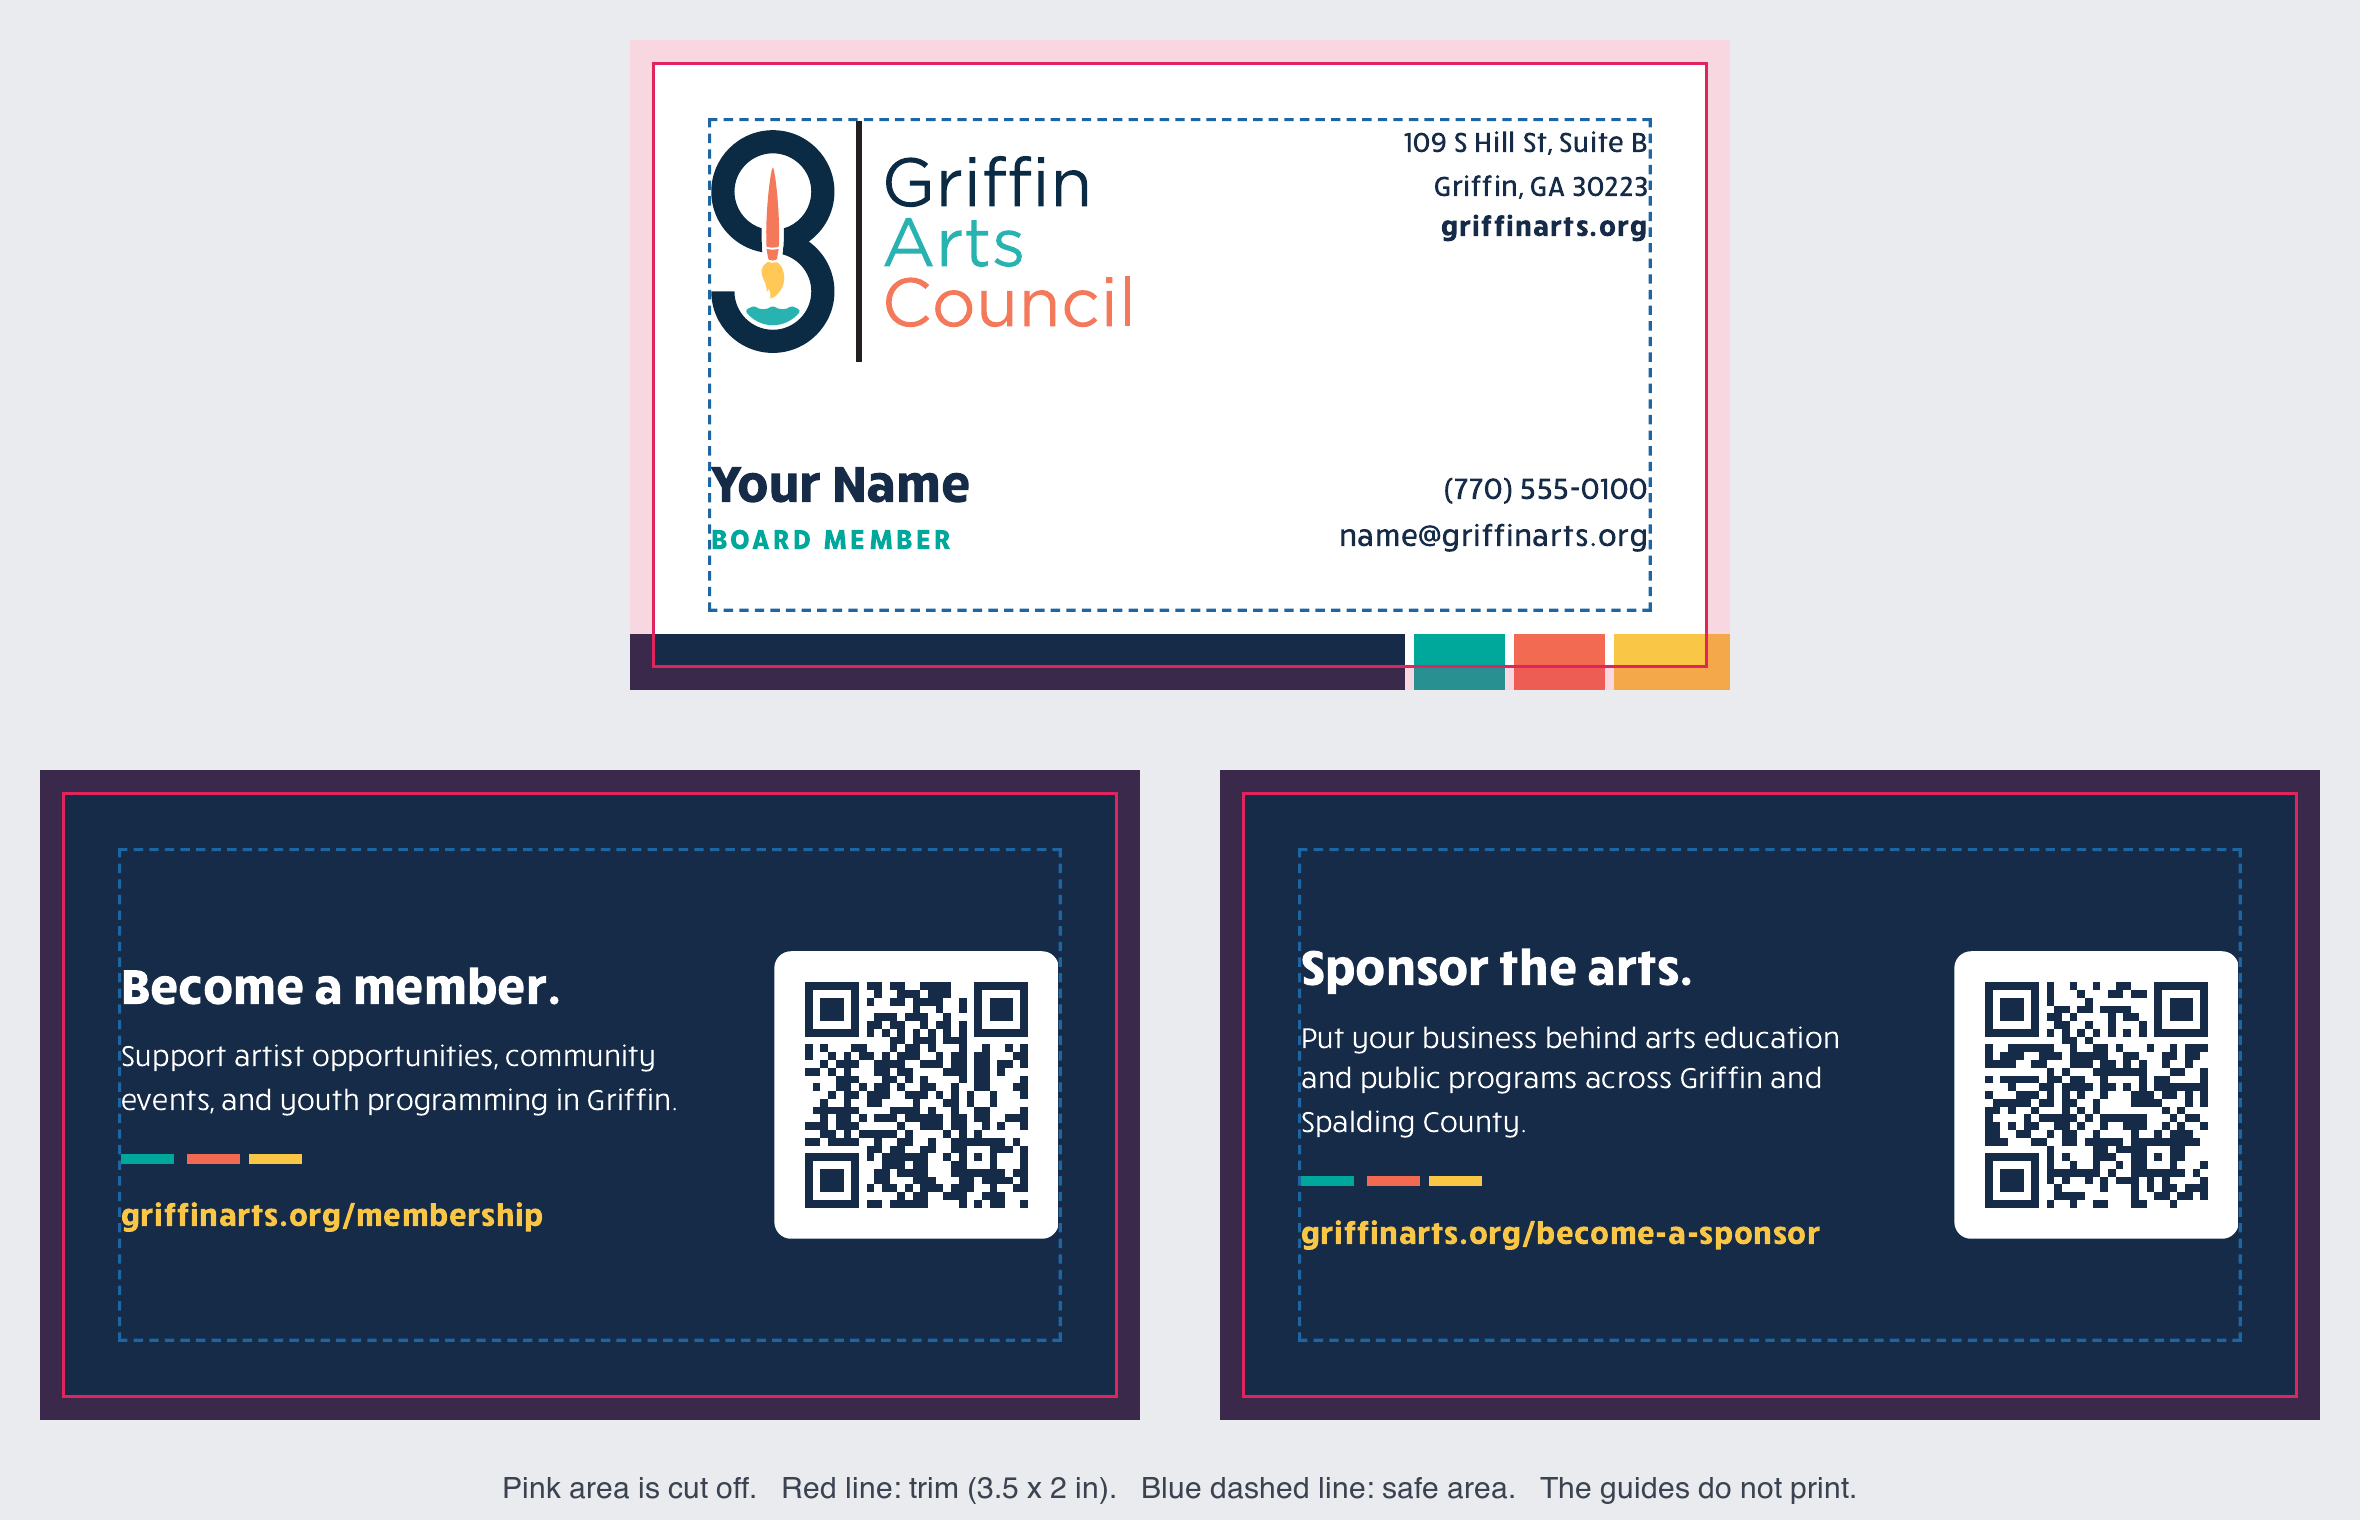 Griffin
Arts
Council
109 S Hill St, Suite B
Griffin, GA 30223
griffinarts.org
Your Name
BOARD MEMBER
(770) 555-0100
name@griffinarts.org
Become a member.
Support artist opportunities, community
events, and youth programming in Griffin.
griffinarts.org/membership
Sponsor the arts.
Put your business behind arts education
and public programs across Griffin and
Spalding County.
griffinarts.org/become-a-sponsor
Pink area is cut off. Red line: trim (3.5 x 2 in). Blue dashed line: safe area. The guides do not print.